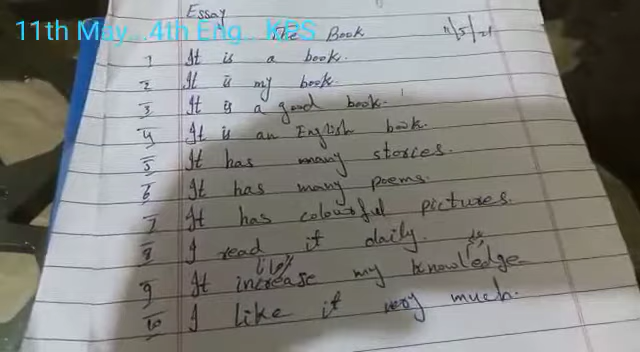 Essay
11th May...4th Eng.. KPS
The Book 11/5/21
1 It is a book.
2 It is my book.
3 It is a good book.
4 It is an English book.
5 It has many stories.
6 It has many poems.
7 It has colourful pictures.
8 I read it daily.
9 It increase my knowledge.
10 I like it very much.